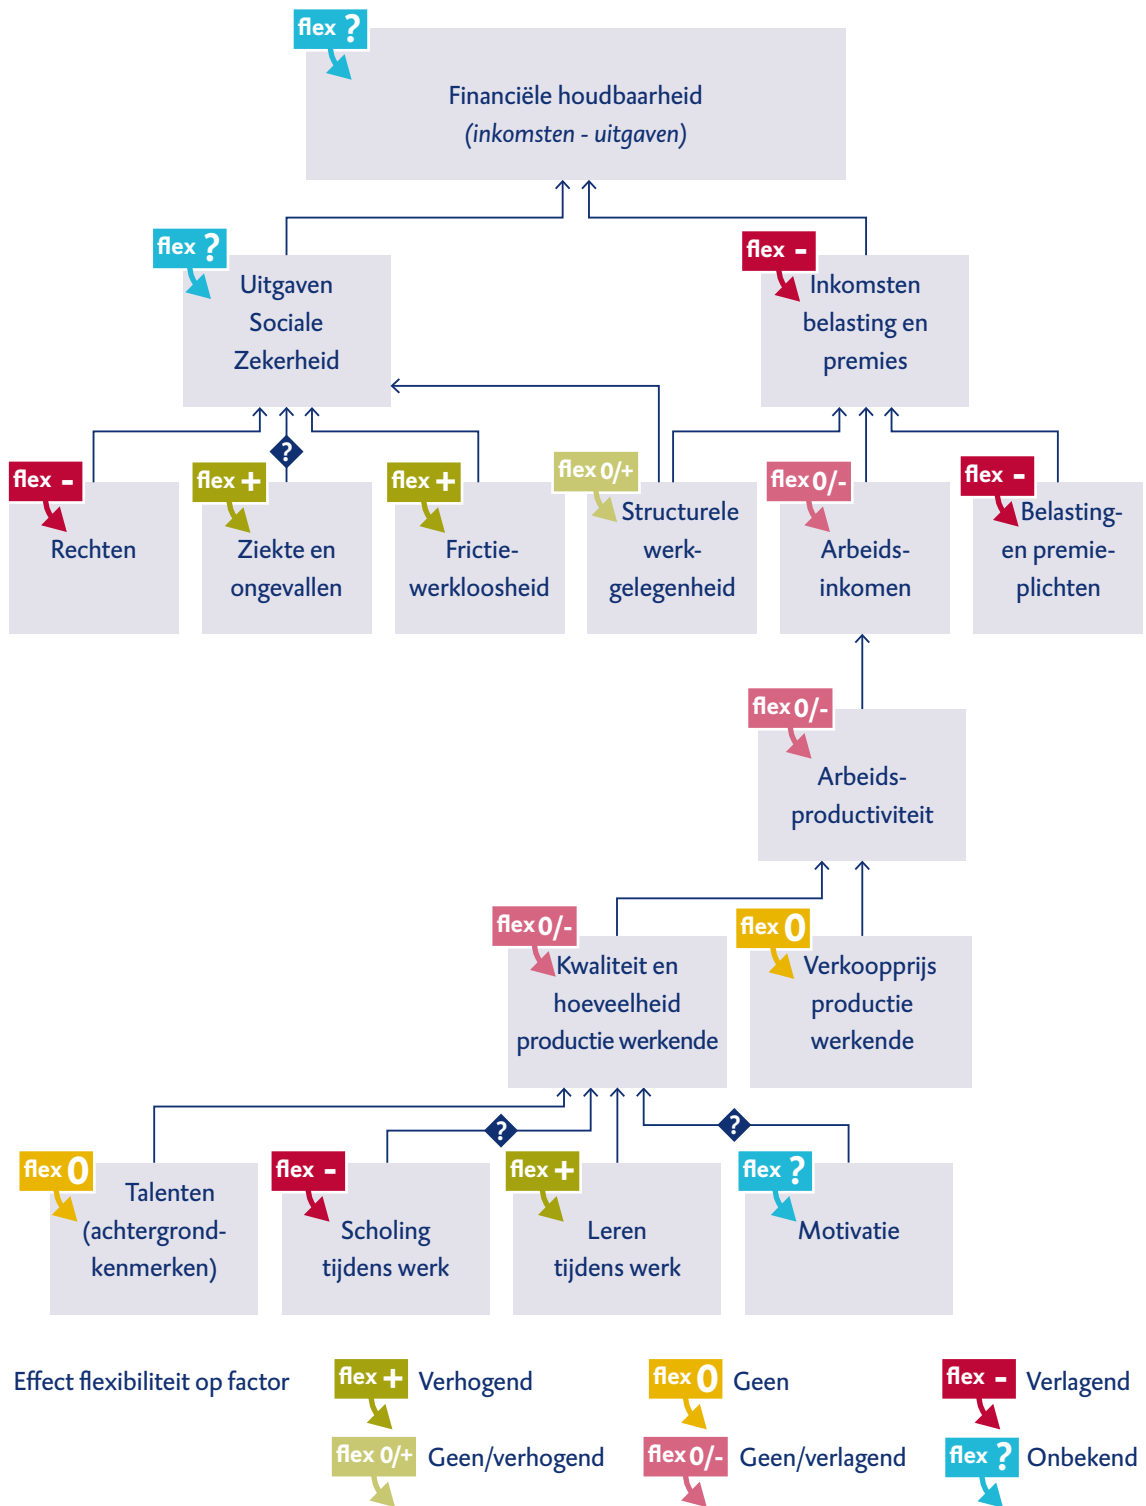 flex ?
Financiële houdbaarheid
(inkomsten - uitgaven)
flex ?
Uitgaven
Sociale
Zekerheid
flex -
Inkomsten
belasting en
premies
?
flex -
Rechten
flex +
Ziekte en
ongevallen
flex +
Frictie-
werkloosheid
flex 0/+
Structurele
werk-
gelegenheid
flex 0/-
Arbeids-
inkomen
flex -
Belasting-
en premie-
plichten
flex 0/-
Arbeids-
productiviteit
flex 0/-
Kwaliteit en
hoeveelheid
productie werkende
flex 0
Verkoopprijs
productie
werkende
?
?
flex 0
Talenten
(achtergrond-
kenmerken)
flex -
Scholing
tijdens werk
flex +
Leren
tijdens werk
flex ?
Motivatie
Effect flexibiliteit op factor
flex + Verhogend
flex 0 Geen
flex - Verlagend
flex 0/+ Geen/verhogend
flex 0/- Geen/verlagend
flex ? Onbekend